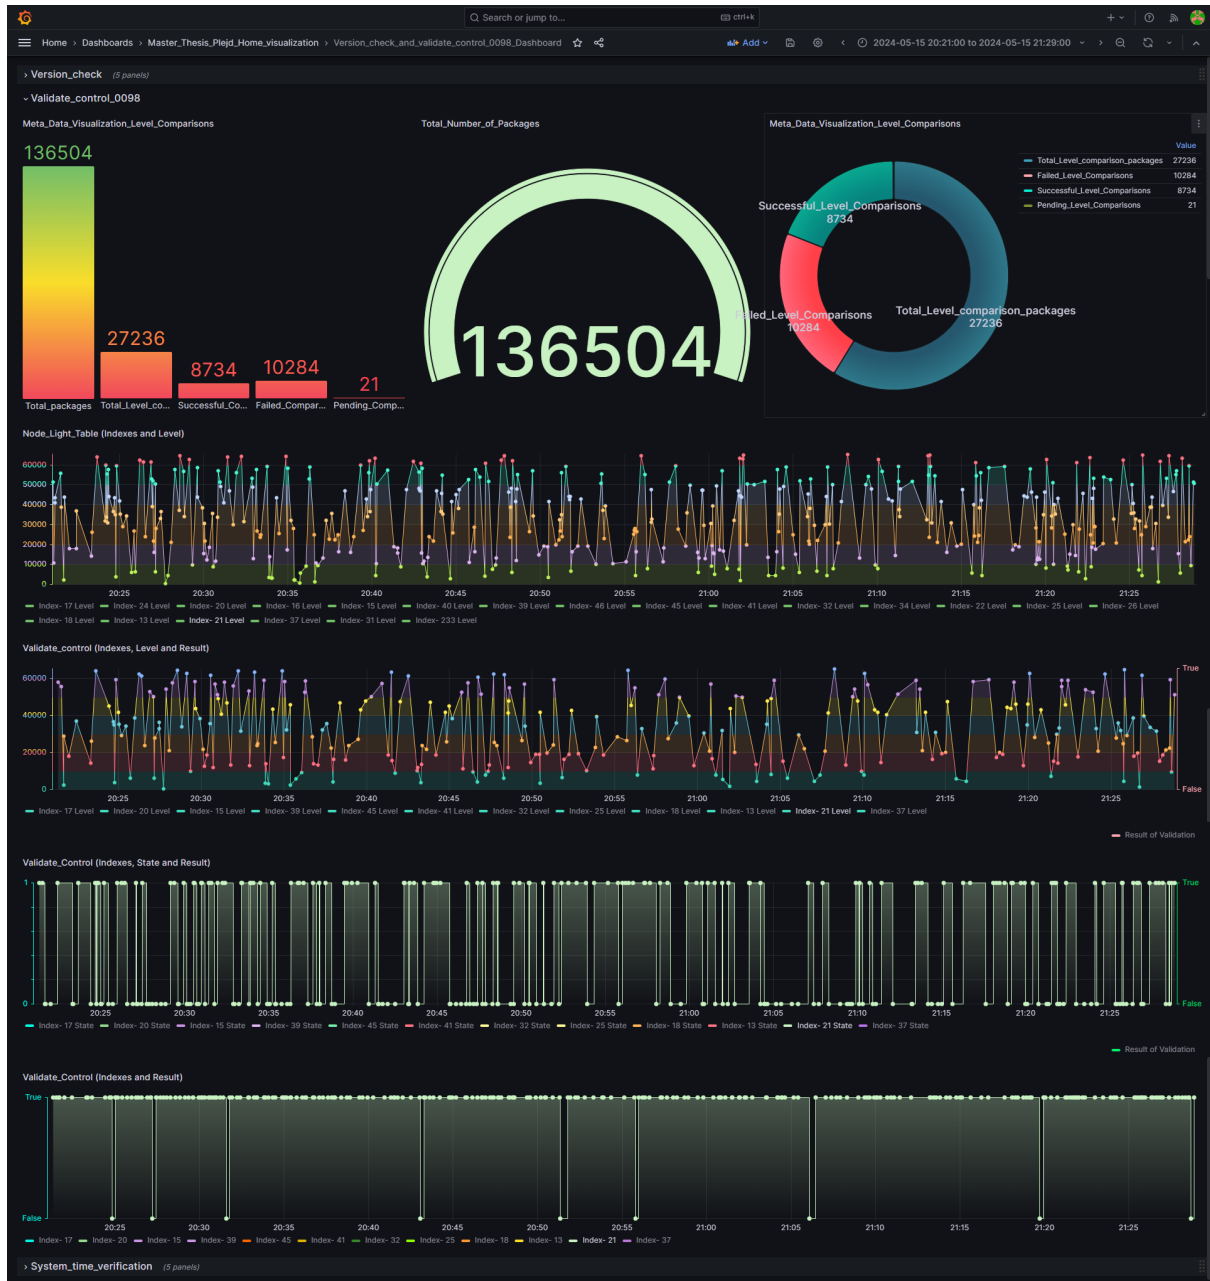 Search or jump to...
ctrl+k
Home › Dashboards › Master_Thesis_Plejd_Home_visualization › Version_check_and_validate_control_0098_Dashboard
Add
2024-05-15 20:21:00 to 2024-05-15 21:29:00
Version_check (5 panels)
Validate_control_0098
Meta_Data_Visualization_Level_Comparisons
136504
27236
8734
10284
21
Total_packages
Total_Level_co...
Successful_Co...
Failed_Compar...
Pending_Comp...
Total_Number_of_Packages
136504
Meta_Data_Visualization_Level_Comparisons
Value
Total_Level_comparison_packages 27236
Failed_Level_Comparisons 10284
Successful_Level_Comparisons 8734
Pending_Level_Comparisons 21
Successful_Level_Comparisons
8734
Failed_Level_Comparisons
10284
Total_Level_comparison_packages
27236
Node_Light_Table (Indexes and Level)
60000
50000
40000
30000
20000
10000
0
20:25 20:30 20:35 20:40 20:45 20:50 20:55 21:00 21:05 21:10 21:15 21:20 21:25
Index- 17 Level Index- 24 Level Index- 20 Level Index- 16 Level Index- 15 Level Index- 40 Level Index- 39 Level Index- 46 Level Index- 45 Level Index- 41 Level Index- 32 Level Index- 34 Level Index- 22 Level Index- 25 Level Index- 26 Level
Index- 18 Level Index- 13 Level Index- 21 Level Index- 37 Level Index- 31 Level Index- 233 Level
Validate_control (Indexes, Level and Result)
60000
40000
20000
0
True
False
20:25 20:30 20:35 20:40 20:45 20:50 20:55 21:00 21:05 21:10 21:15 21:20 21:25
Index- 17 Level Index- 20 Level Index- 15 Level Index- 39 Level Index- 45 Level Index- 41 Level Index- 32 Level Index- 25 Level Index- 18 Level Index- 13 Level Index- 21 Level Index- 37 Level
Result of Validation
Validate_Control (Indexes, State and Result)
1
0
True
False
20:25 20:30 20:35 20:40 20:45 20:50 20:55 21:00 21:05 21:10 21:15 21:20 21:25
Index- 17 State Index- 20 State Index- 15 State Index- 39 State Index- 45 State Index- 41 State Index- 32 State Index- 25 State Index- 18 State Index- 13 State Index- 21 State Index- 37 State
Result of Validation
Validate_Control (Indexes and Result)
True
False
20:25 20:30 20:35 20:40 20:45 20:50 20:55 21:00 21:05 21:10 21:15 21:20 21:25
Index- 17 Index- 20 Index- 15 Index- 39 Index- 45 Index- 41 Index- 32 Index- 25 Index- 18 Index- 13 Index- 21 Index- 37
System_time_verification (5 panels)